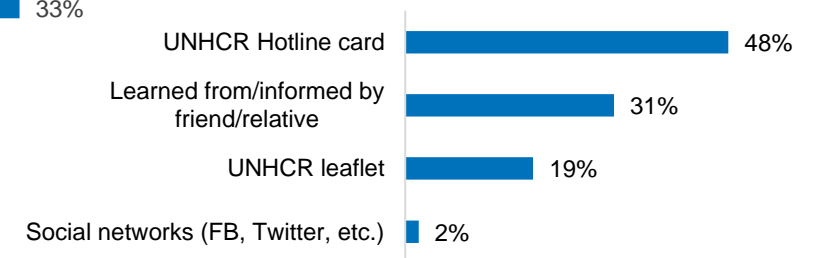 33%
UNHCR Hotline card 48%
Learned from/informed by
friend/relative 31%
UNHCR leaflet 19%
Social networks (FB, Twitter, etc.) 2%